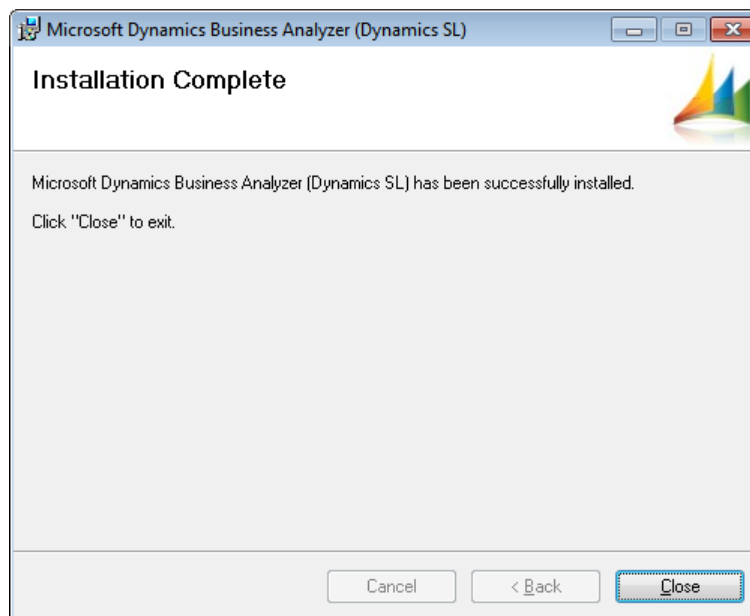 Microsoft Dynamics Business Analyzer (Dynamics SL)
Installation Complete
Microsoft Dynamics Business Analyzer (Dynamics SL) has been successfully installed.
Click "Close" to exit.
Cancel
< Back
Close